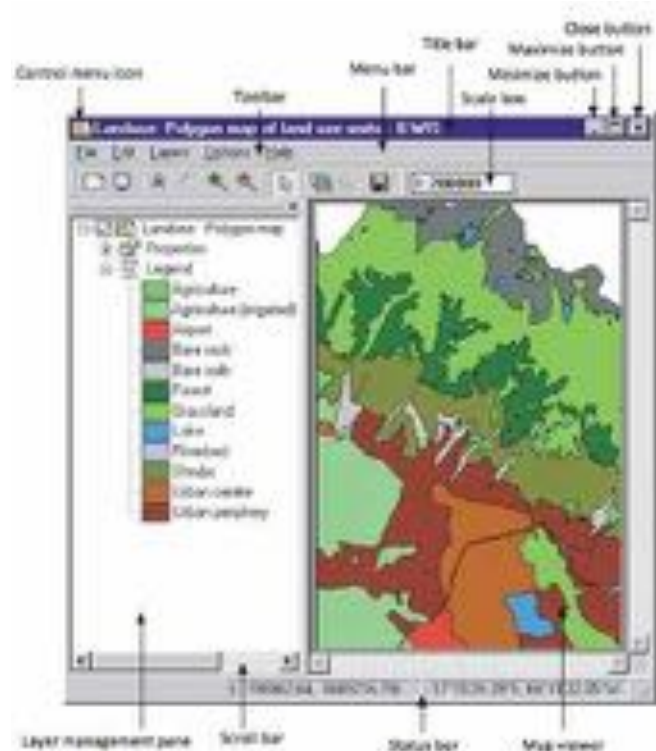 Close button
Title bar
Maximize button
Control menu icon
Menu bar
Minimize button
Toolbar
Scale box
Landuse: Polygon map of land use units - ILWIS
File Edit Layers Options Help
Landuse Polygon map
Properties
Legend
Agriculture
Agriculture (irrigated)
Airport
Bare rock
Bare soils
Forest
Grassland
Lake
Riverbed
Shrubs
Urban centre
Urban periphery
Layer management pane
Scroll bar
Status bar
Map viewer